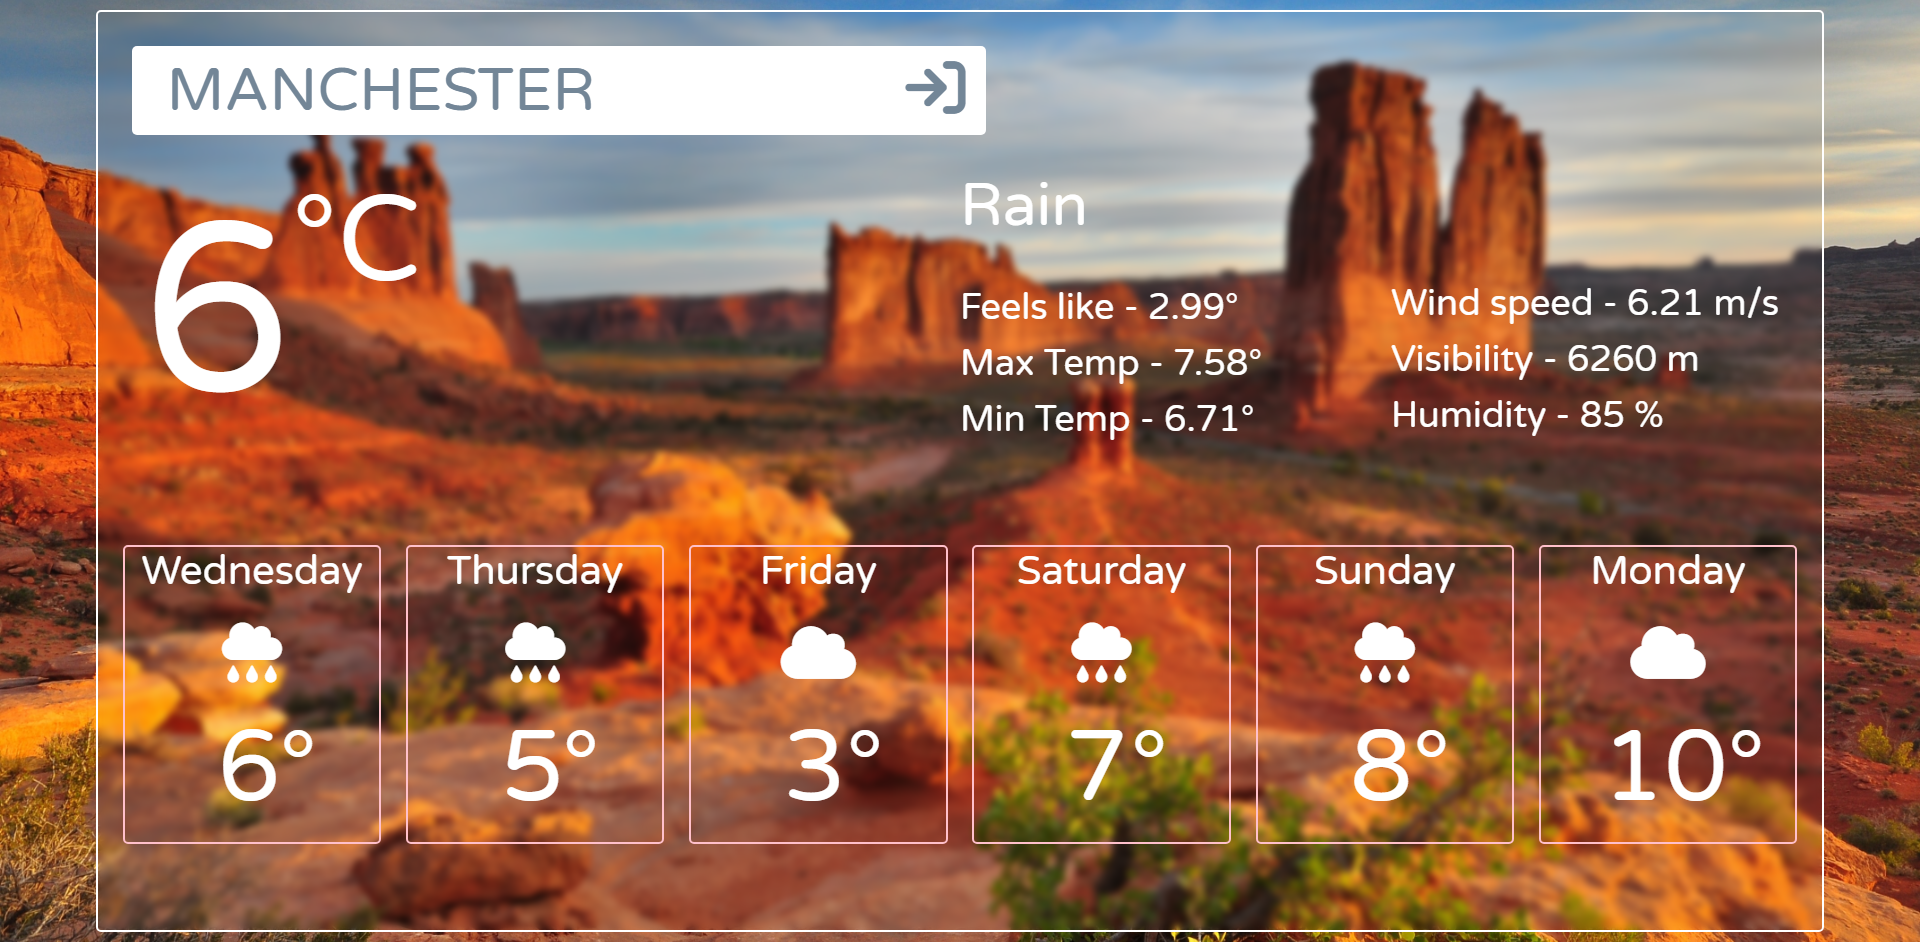 MANCHESTER
6°C
Rain
Feels like - 2.99°
Max Temp - 7.58°
Min Temp - 6.71°
Wind speed - 6.21 m/s
Visibility - 6260 m
Humidity - 85 %
Wednesday
6°
Thursday
5°
Friday
3°
Saturday
7°
Sunday
8°
Monday
10°